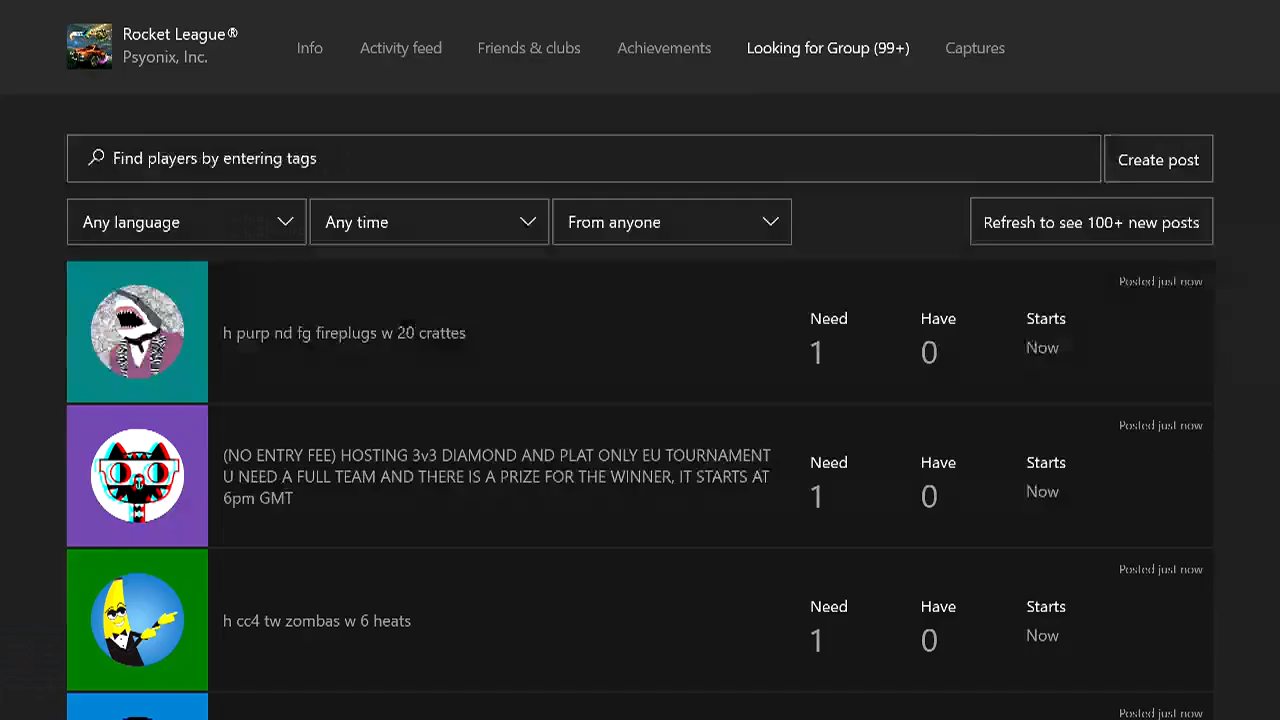 Rocket League®
Psyonix, Inc.
Info
Activity feed
Friends & clubs
Achievements
Looking for Group (99+)
Captures
Find players by entering tags
Create post
Any language
Any time
From anyone
Refresh to see 100+ new posts
Posted just now
h purp nd fg fireplugs w 20 crattes
Need
Have
Starts
1
0
Now
Posted just now
(NO ENTRY FEE) HOSTING 3v3 DIAMOND AND PLAT ONLY EU TOURNAMENT
U NEED A FULL TEAM AND THERE IS A PRIZE FOR THE WINNER, IT STARTS AT
6pm GMT
Need
Have
Starts
1
0
Now
Posted just now
h cc4 tw zombas w 6 heats
Need
Have
Starts
1
0
Now
Posted just now